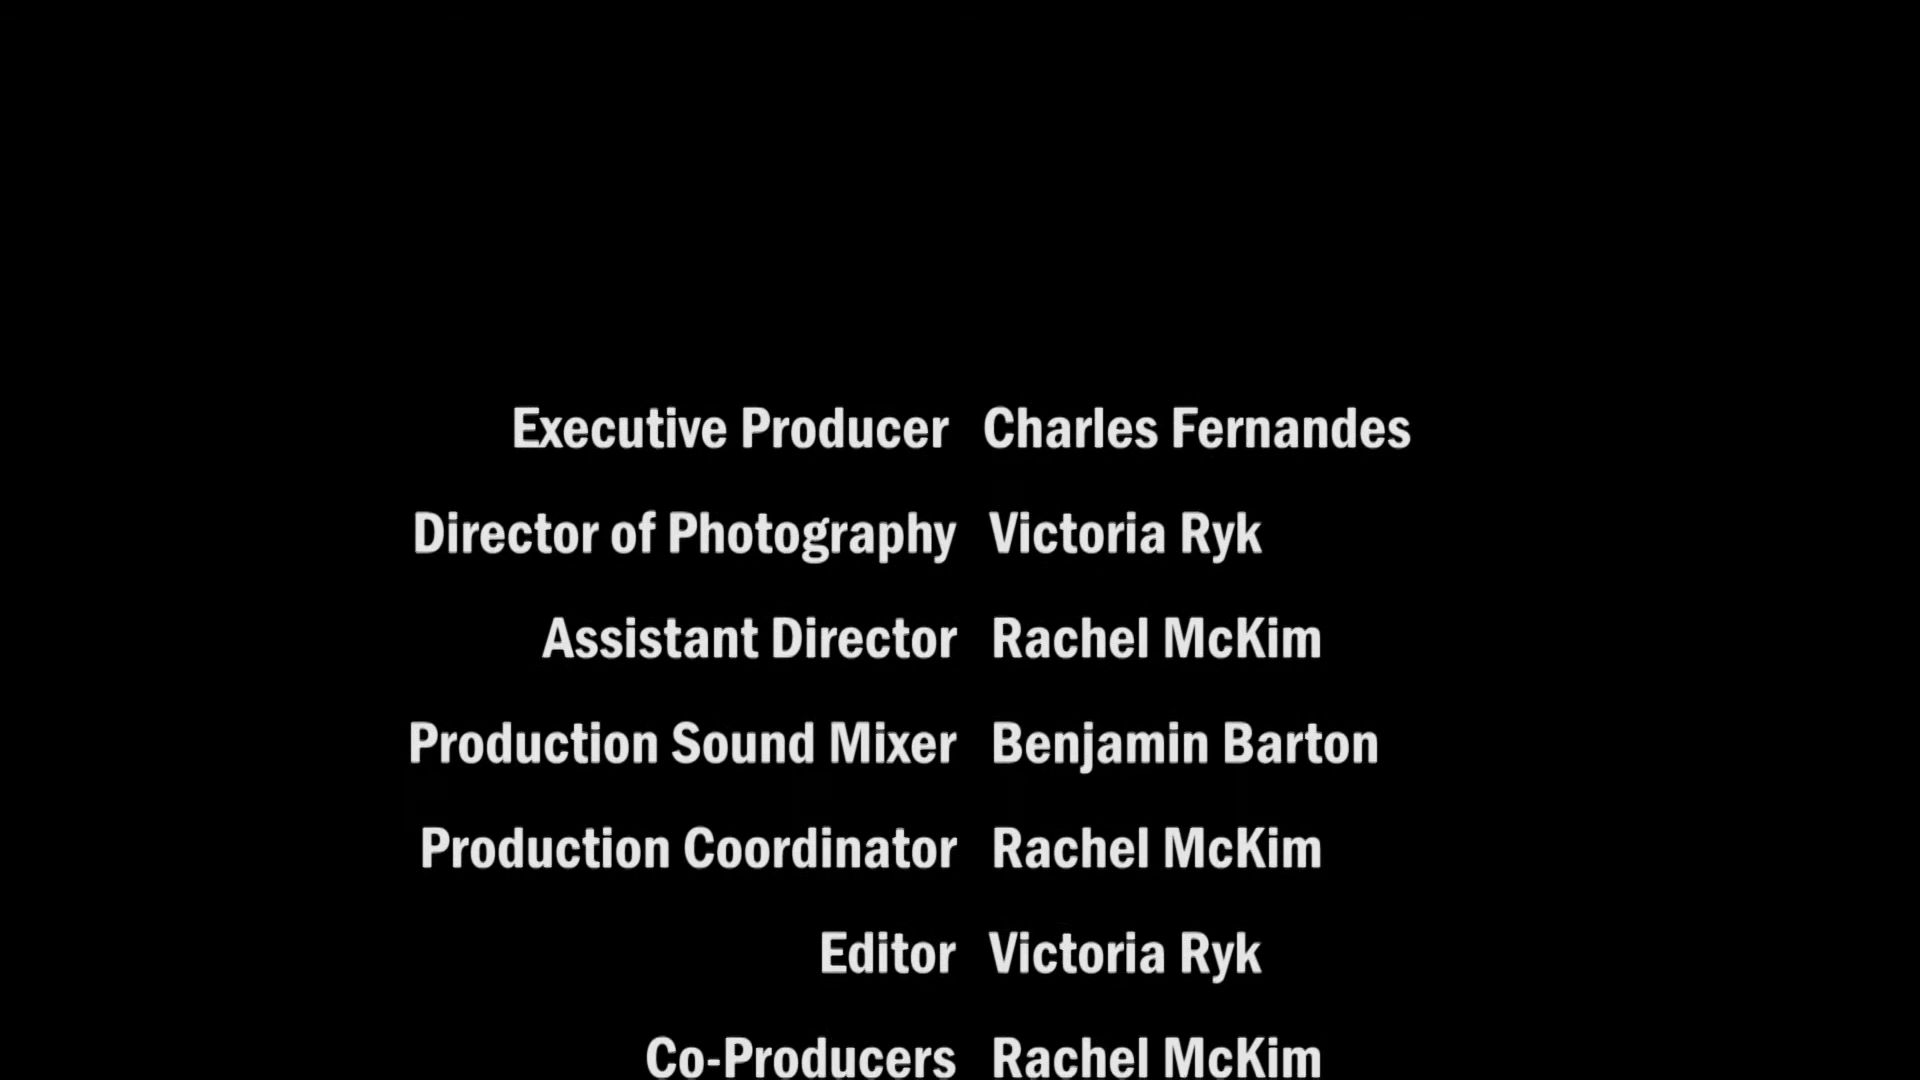 Executive Producer Charles Fernandes
Director of Photography Victoria Ryk
Assistant Director Rachel McKim
Production Sound Mixer Benjamin Barton
Production Coordinator Rachel McKim
Editor Victoria Ryk
Co-Producers Rachel McKim